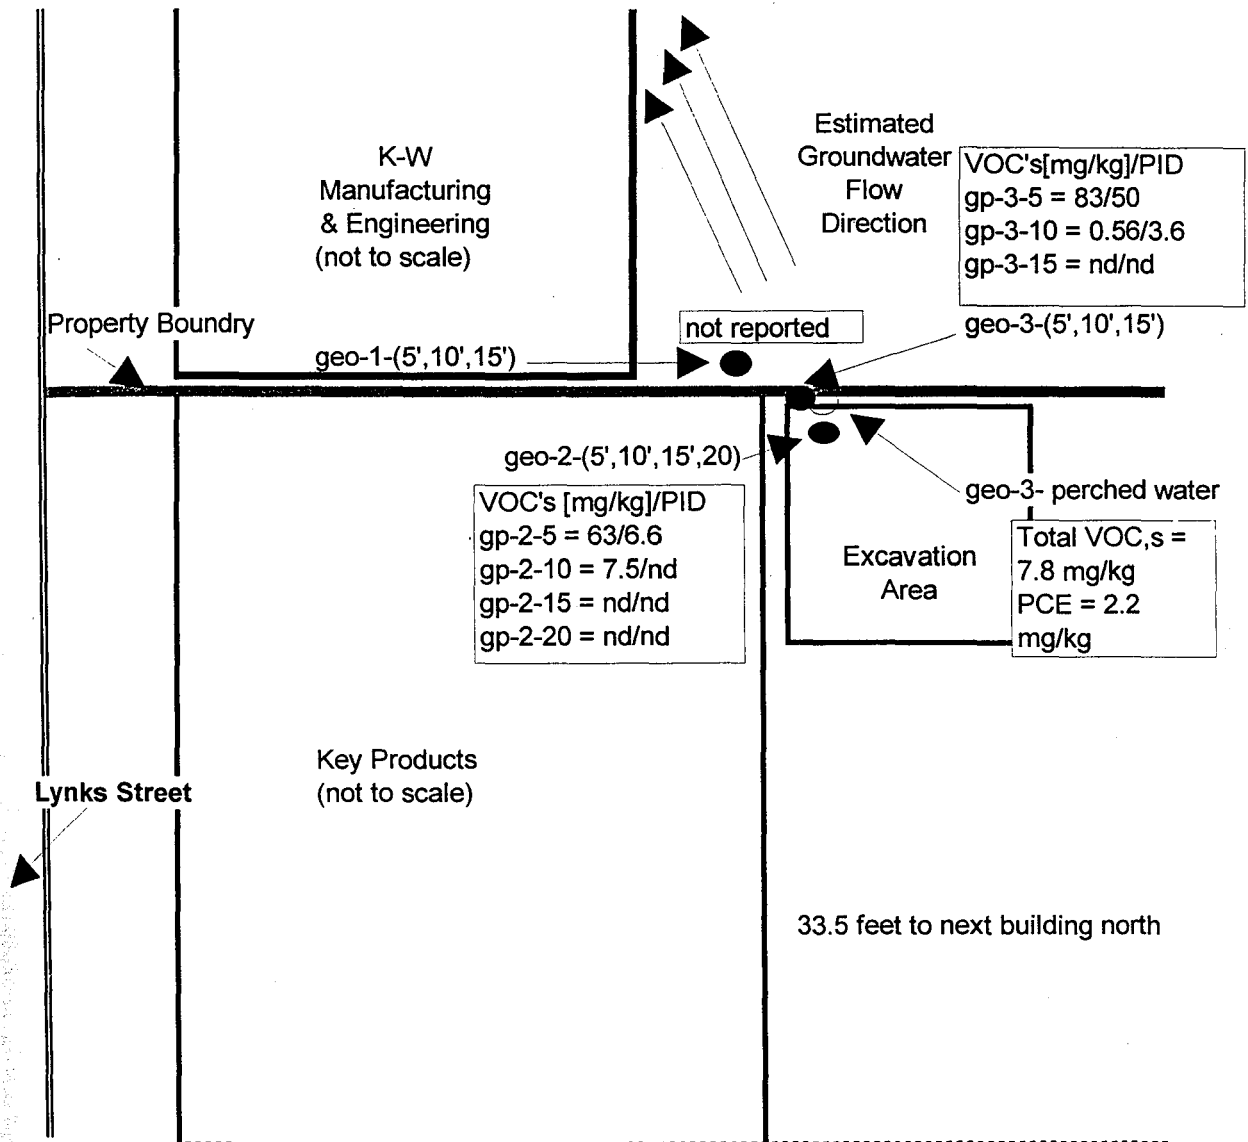 K-W
Manufacturing
& Engineering
(not to scale)
Estimated
Groundwater
Flow
Direction
VOC's[mg/kg]/PID
gp-3-5 = 83/50
gp-3-10 = 0.56/3.6
gp-3-15 = nd/nd
Property Boundry
geo-1-(5',10',15')
not reported
geo-3-(5',10',15')
geo-2-(5',10',15',20)
geo-3- perched water
VOC's [mg/kg]/PID
gp-2-5 = 63/6.6
gp-2-10 = 7.5/nd
gp-2-15 = nd/nd
gp-2-20 = nd/nd
Excavation
Area
Total VOC,s =
7.8 mg/kg
PCE = 2.2
mg/kg
Key Products
(not to scale)
Lynks Street
33.5 feet to next building north